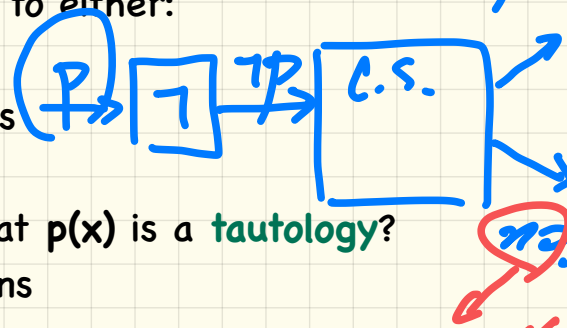 to either:
p ¬ ¬p C.S.
s
at p(x) is a tautology?
no
ns